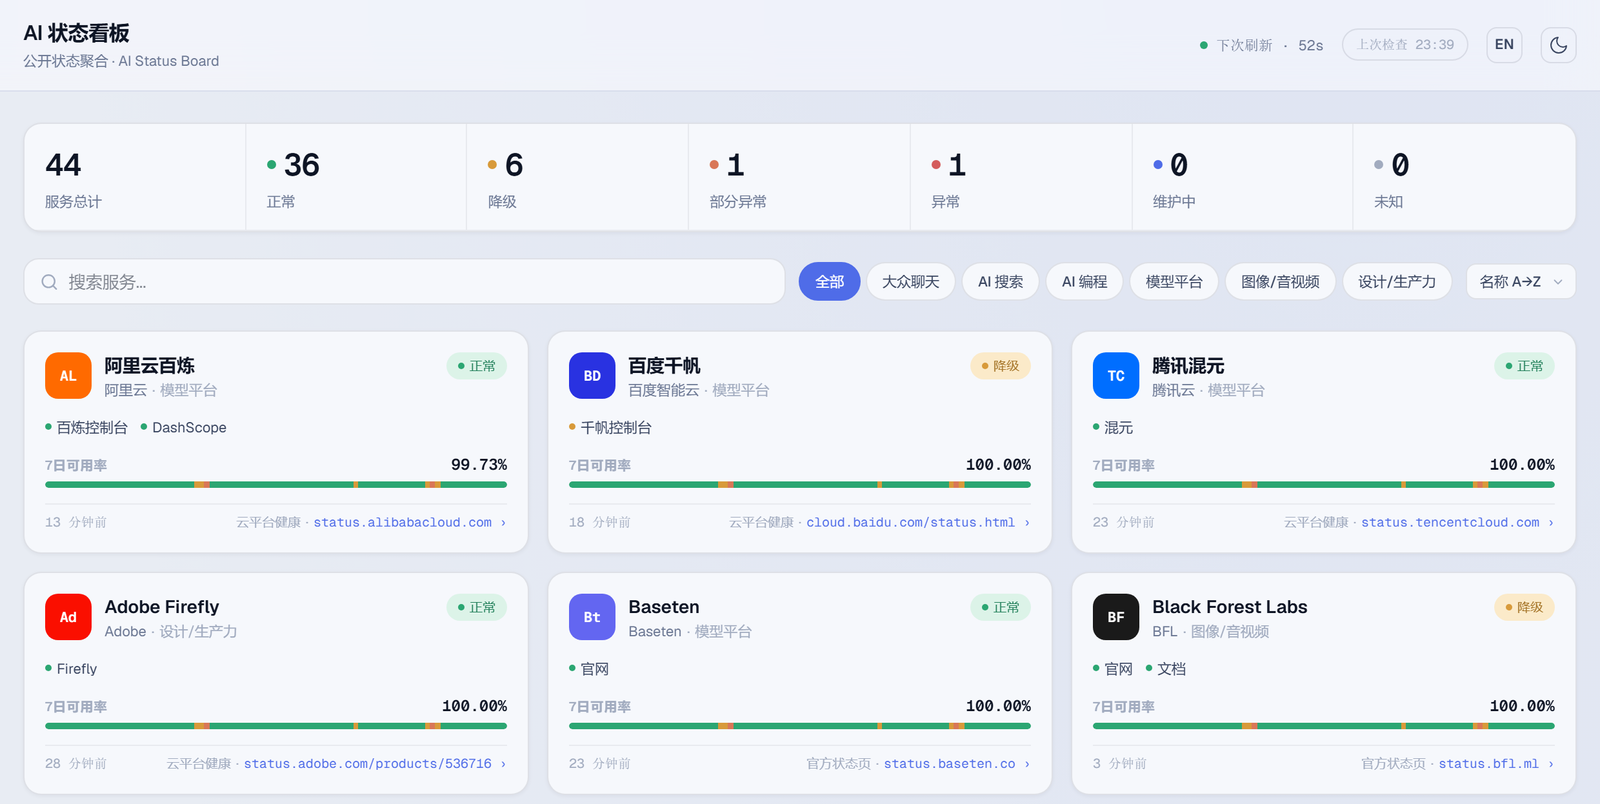 AI 状态看板
公开状态聚合 · AI Status Board
下次刷新 · 52s
上次检查 23:39
EN
44
服务总计
36
正常
6
降级
1
部分异常
1
异常
0
维护中
0
未知
搜索服务...
全部
大众聊天
AI 搜索
AI 编程
模型平台
图像/音视频
设计/生产力
名称 A→Z
AL
阿里云百炼
阿里云 · 模型平台
正常
百炼控制台 DashScope
7日可用率 99.73%
13 分钟前 云平台健康 · status.alibabacloud.com ›
BD
百度千帆
百度智能云 · 模型平台
降级
千帆控制台
7日可用率 100.00%
18 分钟前 云平台健康 · cloud.baidu.com/status.html ›
TC
腾讯混元
腾讯云 · 模型平台
正常
混元
7日可用率 100.00%
23 分钟前 云平台健康 · status.tencentcloud.com ›
Ad
Adobe Firefly
Adobe · 设计/生产力
正常
Firefly
7日可用率 100.00%
28 分钟前 云平台健康 · status.adobe.com/products/536716 ›
Bt
Baseten
Baseten · 模型平台
正常
官网
7日可用率 100.00%
23 分钟前 官方状态页 · status.baseten.co ›
BF
Black Forest Labs
BFL · 图像/音视频
降级
官网 文档
7日可用率 100.00%
3 分钟前 官方状态页 · status.bfl.ml ›